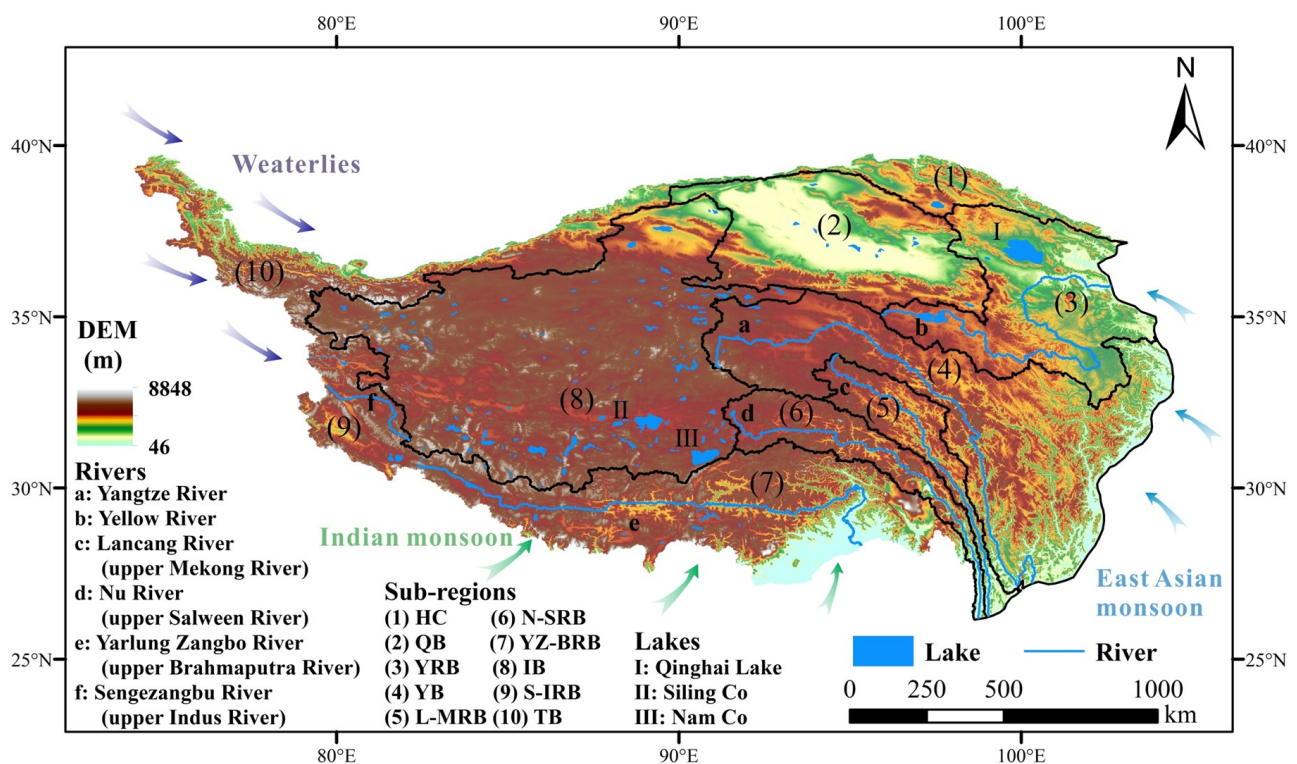 80°E 90°E 100°E
N
40°N 40°N
Weaterlies
(1)
(2)
I
(10)
(3)
35°N 35°N
DEM
(m)
8848
46
a
b
(4)
c
(5)
(8)
II
f
(9)
d
(6)
III
(7)
30°N 30°N
e
Indian monsoon
East Asian
monsoon
Rivers
a: Yangtze River
b: Yellow River
c: Lancang River
(upper Mekong River)
d: Nu River
(upper Salween River)
e: Yarlung Zangbo River
(upper Brahmaputra River)
f: Sengezangbu River
(upper Indus River)
Sub-regions
(1) HC (6) N-SRB
(2) QB (7) YZ-BRB
(3) YRB (8) IB
(4) YB (9) S-IRB
(5) L-MRB (10) TB
Lakes
I: Qinghai Lake
II: Siling Co
III: Nam Co
Lake River
25°N 25°N
0 250 500 1000
km
80°E 90°E 100°E